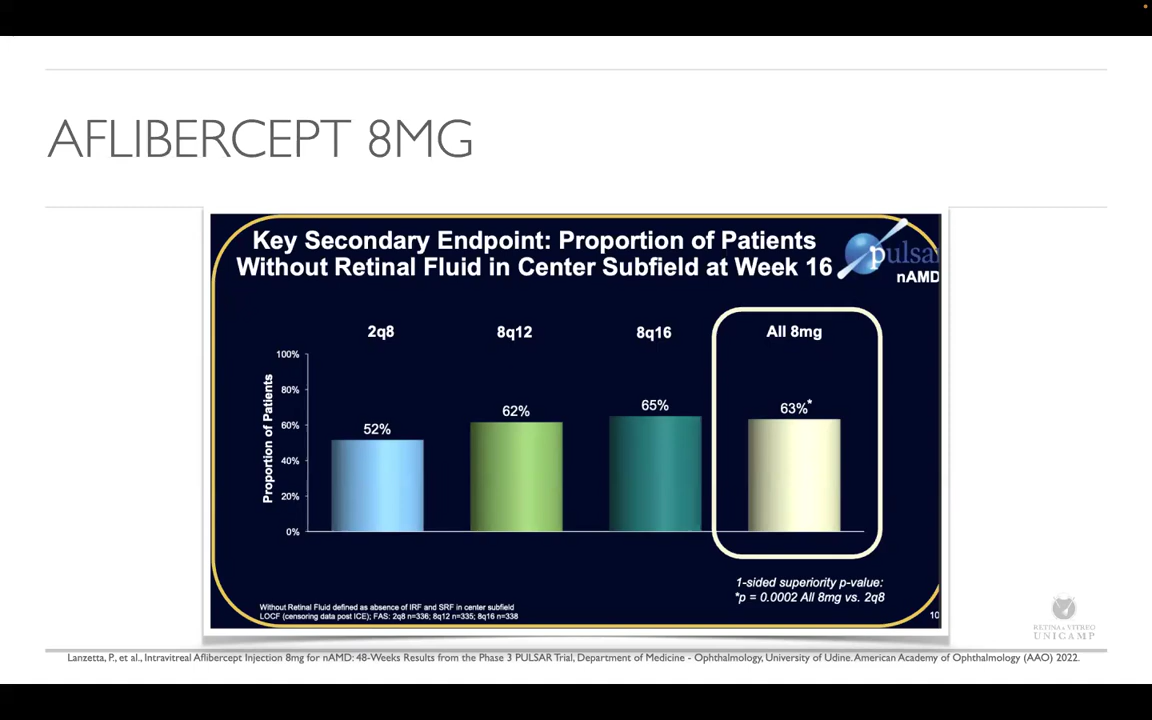 AFLIBERCEPT 8MG
Key Secondary Endpoint: Proportion of Patients
Without Retinal Fluid in Center Subfield at Week 16
pulsar
nAMD
2q8
8q12
8q16
All 8mg
100%
80%
60%
40%
20%
0%
Proportion of Patients
52%
62%
65%
63%*
1-sided superiority p-value:
*p = 0.0002 All 8mg vs. 2q8
Without Retinal Fluid defined as absence of IRF and SRF in center subfield
LOCF (censoring data post ICE); FAS: 2q8 n=336; 8q12 n=335; 8q16 n=338
10
RETINA & VITREO
UNICAMP
Lanzetta, P., et al., Intravitreal Aflibercept Injection 8mg for nAMD: 48-Weeks Results from the Phase 3 PULSAR Trial, Department of Medicine - Ophthalmology, University of Udine. American Academy of Ophthalmology (AAO) 2022.